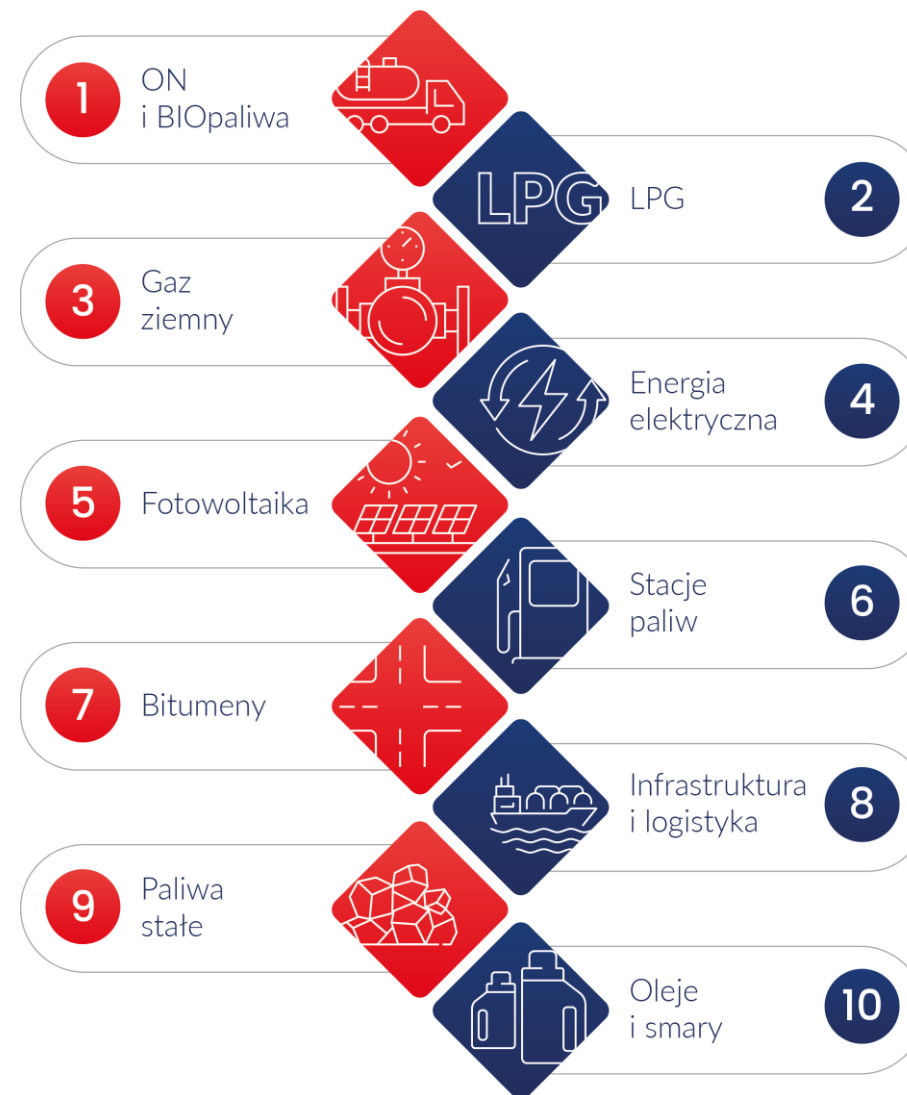 1
ON
i BIOpaliwa
LPG
LPG
2
3
Gaz
ziemny
Energia
elektryczna
4
5
Fotowoltaika
Stacje
paliw
6
7
Bitumeny
Infrastruktura
i logistyka
8
9
Paliwa
stałe
Oleje
i smary
10